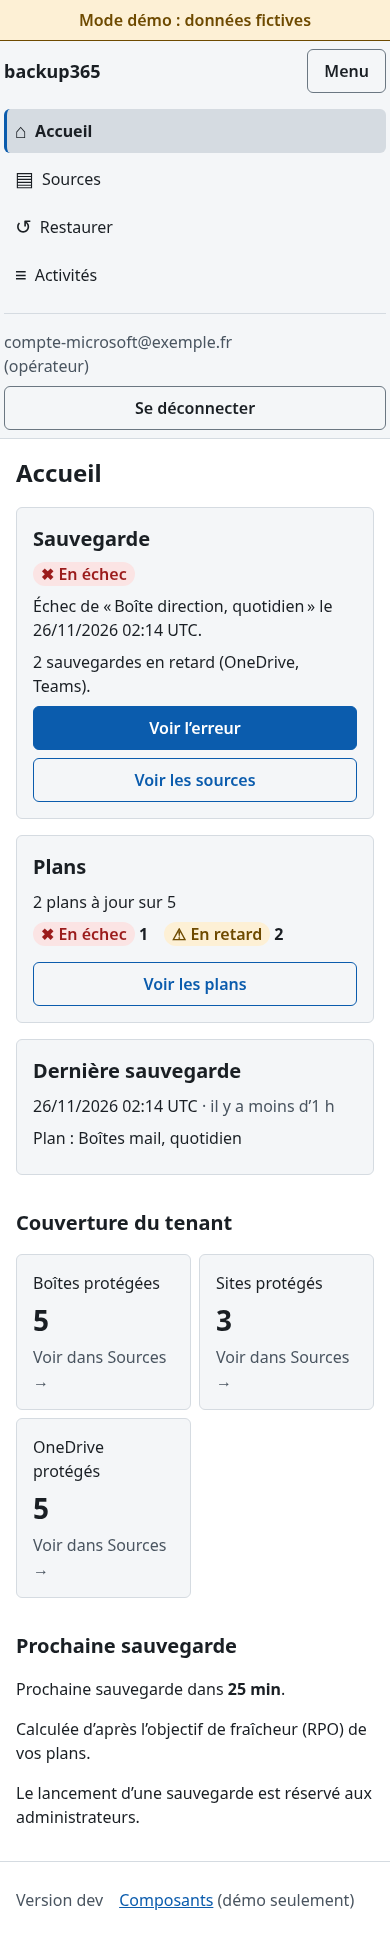 Mode démo : données fictives
backup365
Menu
⌂ Accueil
▤ Sources
↺ Restaurer
≡ Activités
compte-microsoft@exemple.fr
(opérateur)
Se déconnecter
Accueil
Sauvegarde
✖ En échec
Échec de « Boîte direction, quotidien » le
26/11/2026 02:14 UTC.
2 sauvegardes en retard (OneDrive,
Teams).
Voir l’erreur
Voir les sources
Plans
2 plans à jour sur 5
✖ En échec 1 ⚠ En retard 2
Voir les plans
Dernière sauvegarde
26/11/2026 02:14 UTC · il y a moins d’1 h
Plan : Boîtes mail, quotidien
Couverture du tenant
Boîtes protégées
5
Voir dans Sources
→
Sites protégés
3
Voir dans Sources
→
OneDrive
protégés
5
Voir dans Sources
→
Prochaine sauvegarde
Prochaine sauvegarde dans 25 min.
Calculée d’après l’objectif de fraîcheur (RPO) de
vos plans.
Le lancement d’une sauvegarde est réservé aux
administrateurs.
Version dev Composants (démo seulement)